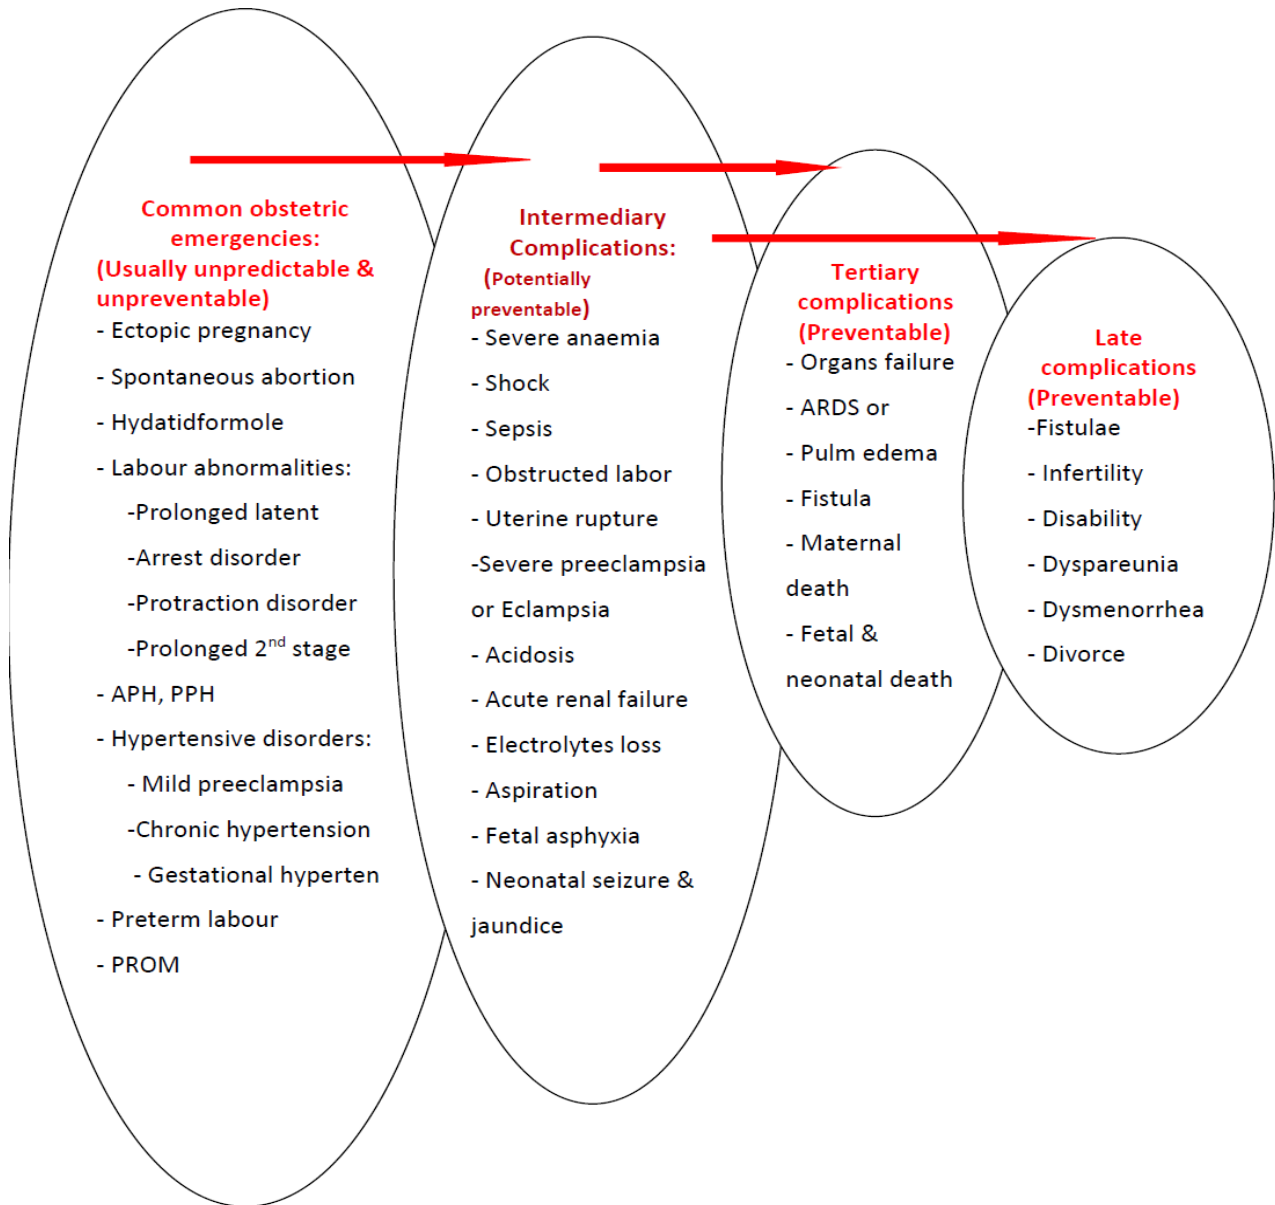 Common obstetric
emergencies:
(Usually unpredictable &
unpreventable)
- Ectopic pregnancy
- Spontaneous abortion
- Hydatidformole
- Labour abnormalities:
-Prolonged latent
-Arrest disorder
-Protraction disorder
-Prolonged 2nd stage
- APH, PPH
- Hypertensive disorders:
- Mild preeclampsia
-Chronic hypertension
- Gestational hyperten
- Preterm labour
- PROM
Intermediary
Complications:
(Potentially
preventable)
- Severe anaemia
- Shock
- Sepsis
- Obstructed labor
- Uterine rupture
-Severe preeclampsia
or Eclampsia
- Acidosis
- Acute renal failure
- Electrolytes loss
- Aspiration
- Fetal asphyxia
- Neonatal seizure &
jaundice
Tertiary
complications
(Preventable)
- Organs failure
- ARDS or
- Pulm edema
- Fistula
- Maternal
death
- Fetal &
neonatal death
Late
complications
(Preventable)
-Fistulae
- Infertility
- Disability
- Dyspareunia
- Dysmenorrhea
- Divorce